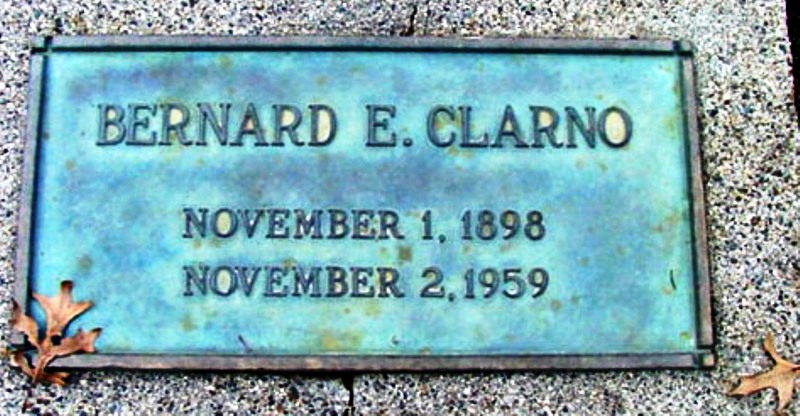 BERNARD E. CLARNO
NOVEMBER 1, 1898
NOVEMBER 2, 1959